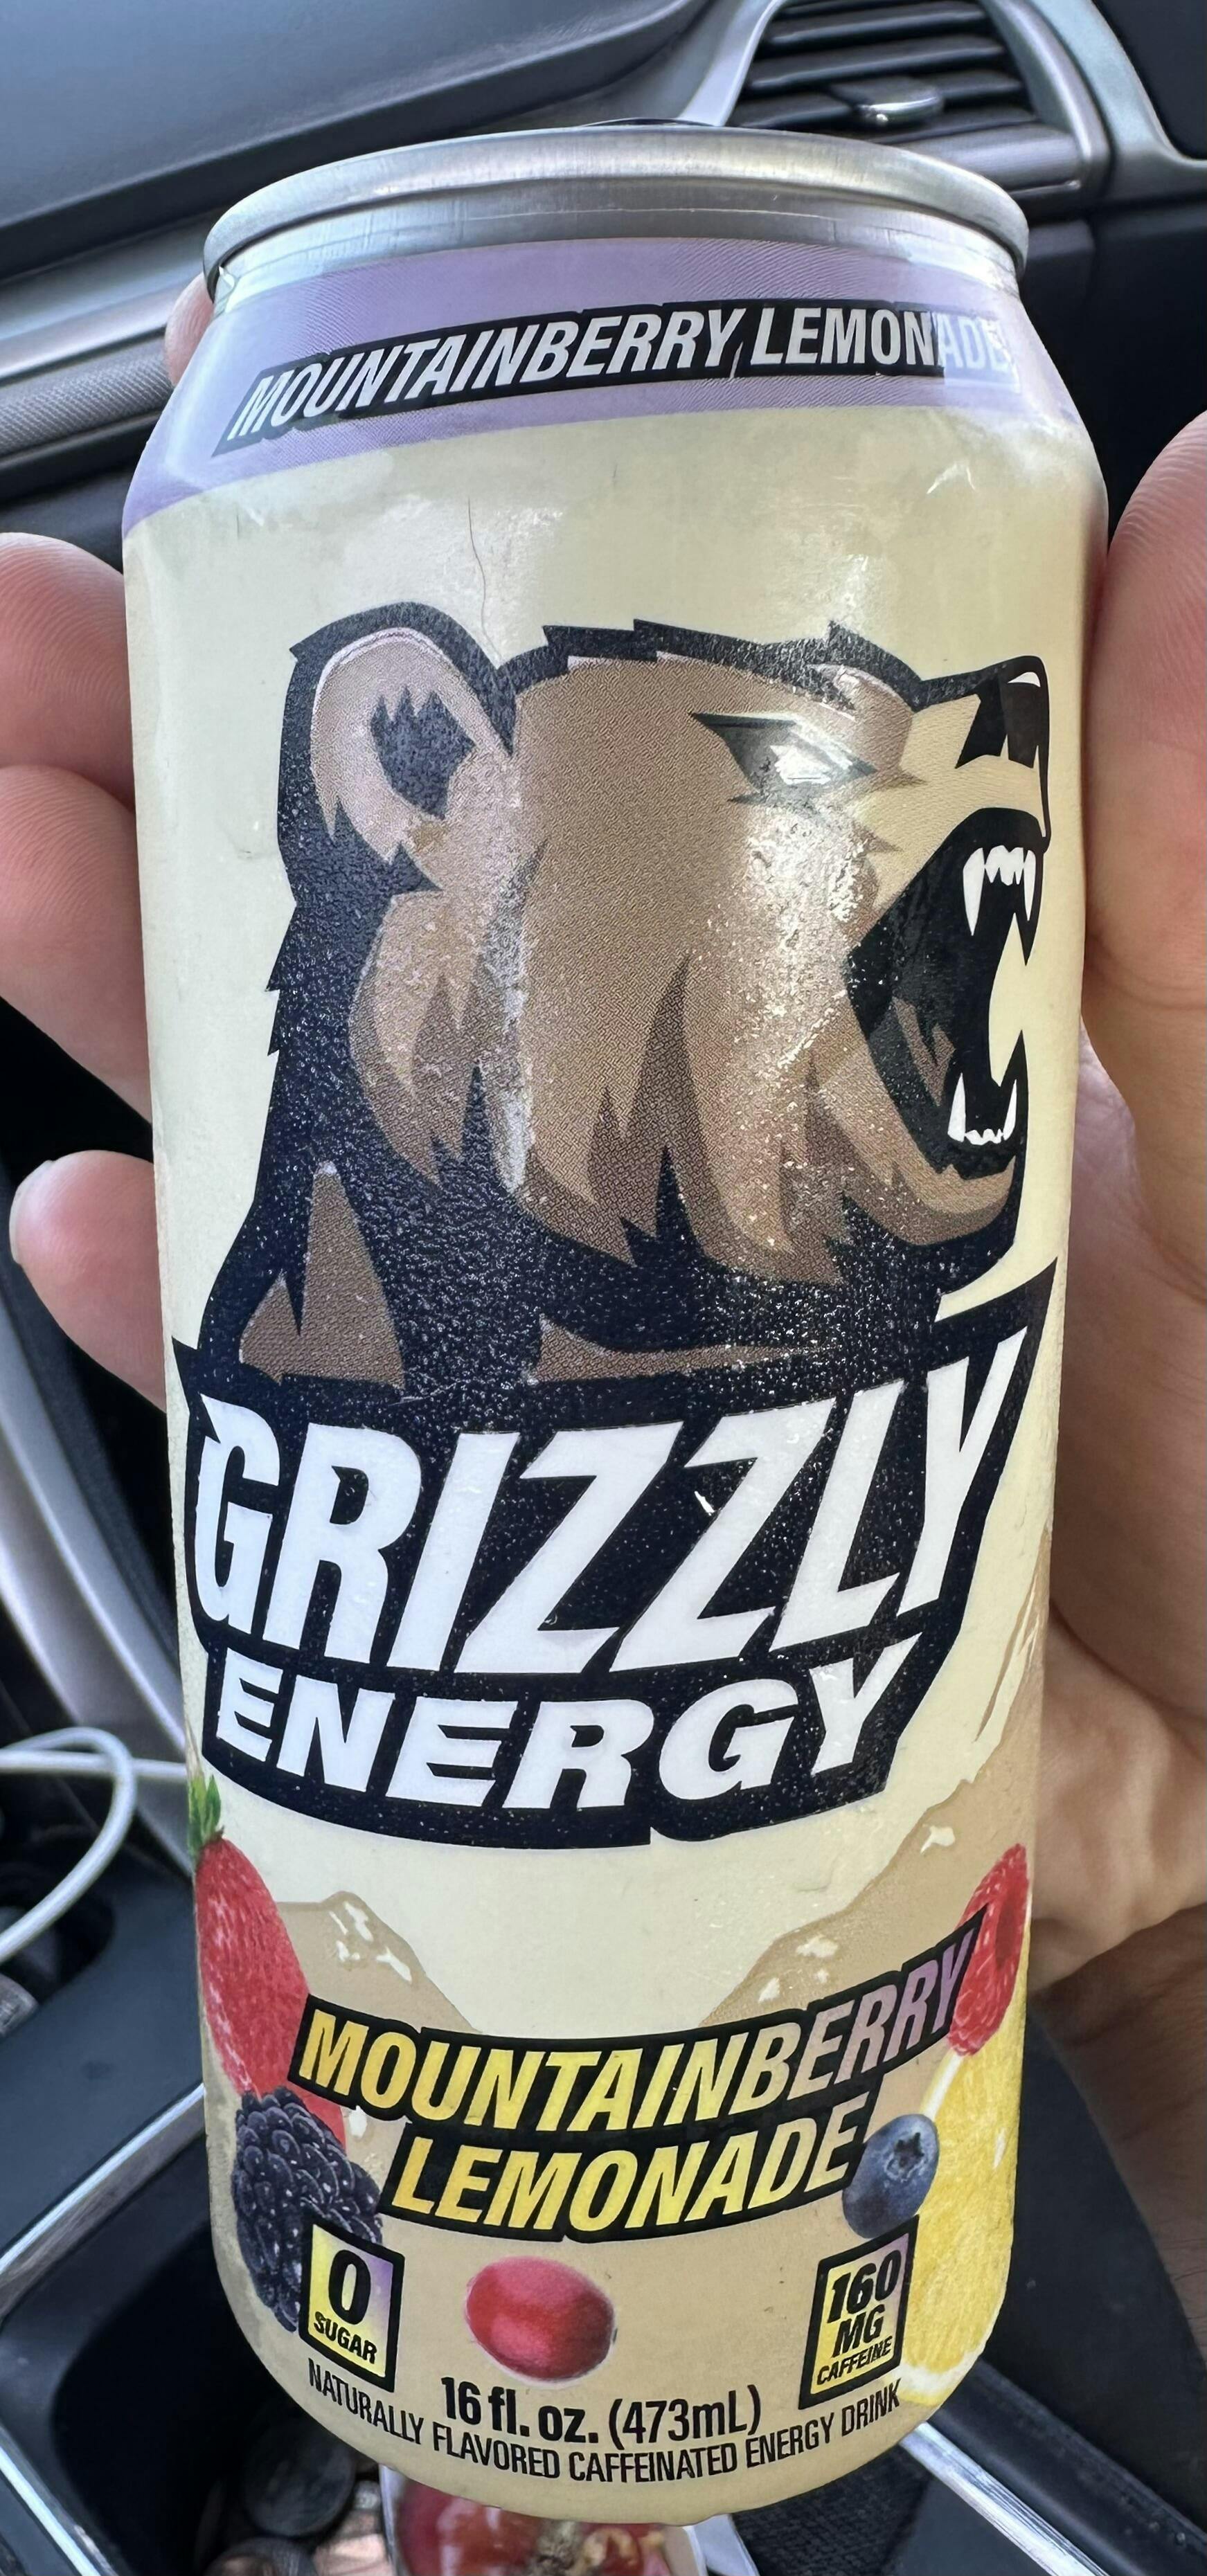 MOUNTAINBERRY LEMONADE
GRIZZLY
ENERGY
MOUNTAINBERRY
LEMONADE
0
SUGAR
160
MG
CAFFEINE
16 fl. oz. (473mL)
NATURALLY FLAVORED CAFFEINATED ENERGY DRINK